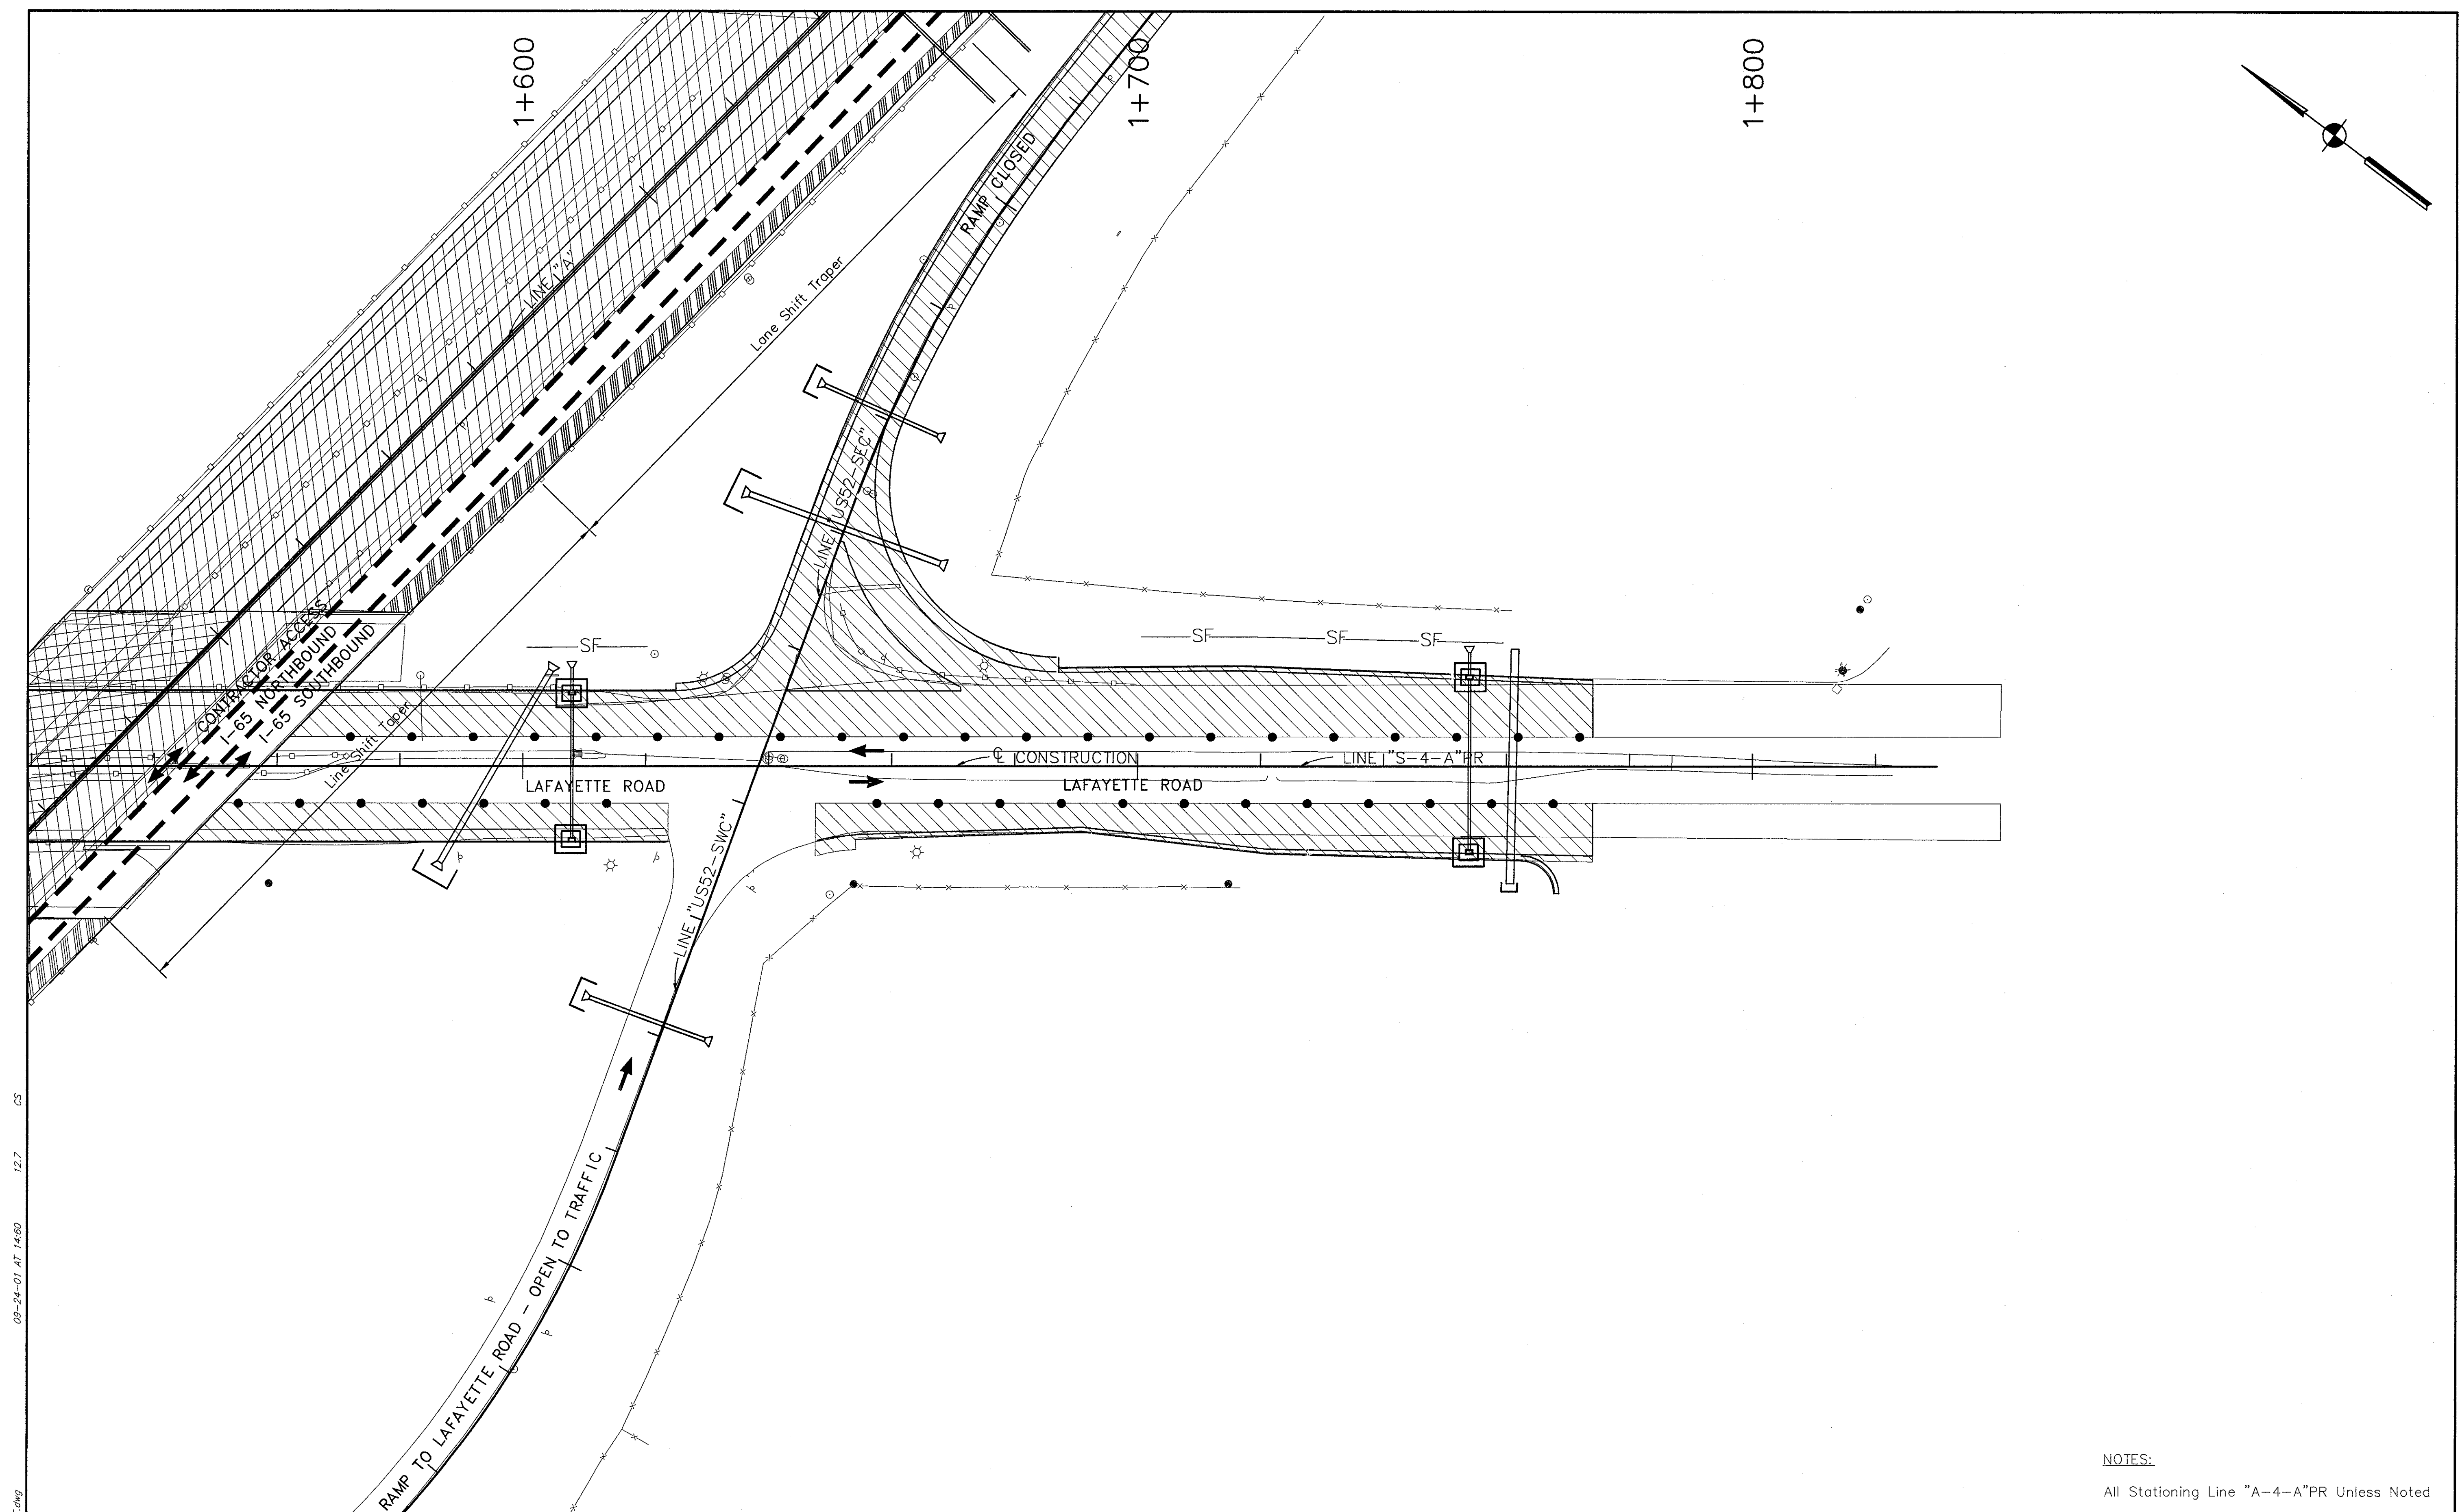 1+600
1+700
1+800
RAMP CLOSED
LINE "A"
Lane Shift Traper
LINE "US52-SEC"
CONTRACTOR ACCESS
I-65 NORTHBOUND
I-65 SOUTHBOUND
SF
SF
SF
SF
Line Shift Taper
℄ CONSTRUCTION
LINE "S-4-A"PR
LAFAYETTE ROAD
LAFAYETTE ROAD
LINE "US52-SWC"
RAMP TO LAFAYETTE ROAD - OPEN TO TRAFFIC
09-24-01 AT 14:60 12.7 CS
.dwg
NOTES:
All Stationing Line "A-4-A"PR Unless Noted